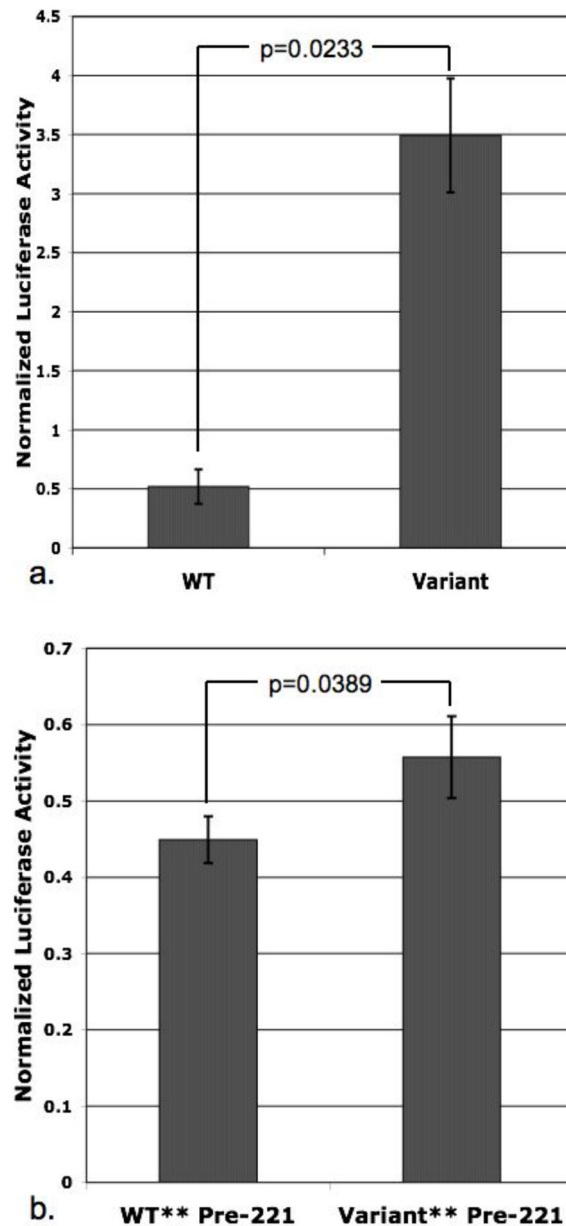 4.5
p=0.0233
4
3.5
3
2.5
2
1.5
1
0.5
0
Normalized Luciferase Activity
WT Variant
a.
0.7
p=0.0389
0.6
0.5
0.4
0.3
0.2
0.1
0
Normalized Luciferase Activity
WT** Pre-221 Variant** Pre-221
b.